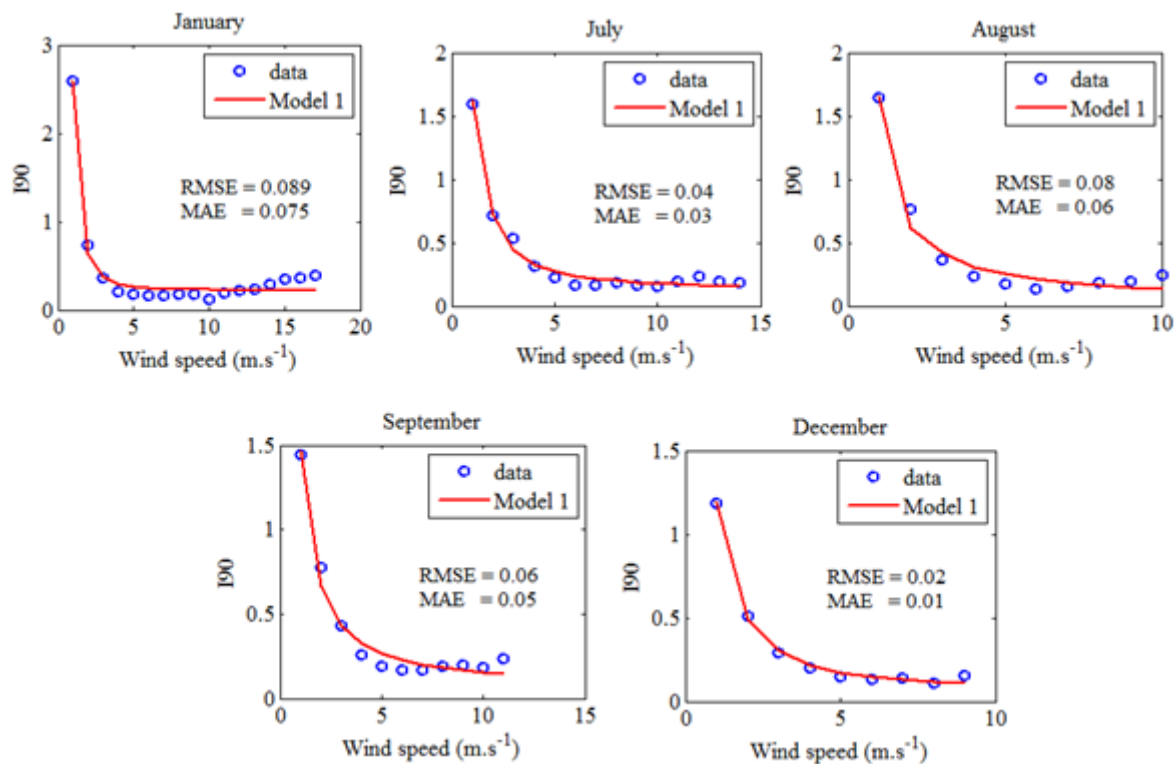 January
3
2
1
0
0
5
10
15
20
I90
Wind speed (m.s⁻¹)
data
Model 1
RMSE = 0.089
MAE = 0.075
July
2
1.5
1
0.5
0
0
5
10
15
I90
Wind speed (m.s⁻¹)
data
Model 1
RMSE = 0.04
MAE = 0.03
August
2
1.5
1
0.5
0
0
5
10
I90
Wind speed (m.s⁻¹)
data
Model 1
RMSE = 0.08
MAE = 0.06
September
1.5
1
0.5
0
0
5
10
15
I90
Wind speed (m.s⁻¹)
data
Model 1
RMSE = 0.06
MAE = 0.05
December
1.5
1
0.5
0
0
5
10
I90
Wind speed (m.s⁻¹)
data
Model 1
RMSE = 0.02
MAE = 0.01